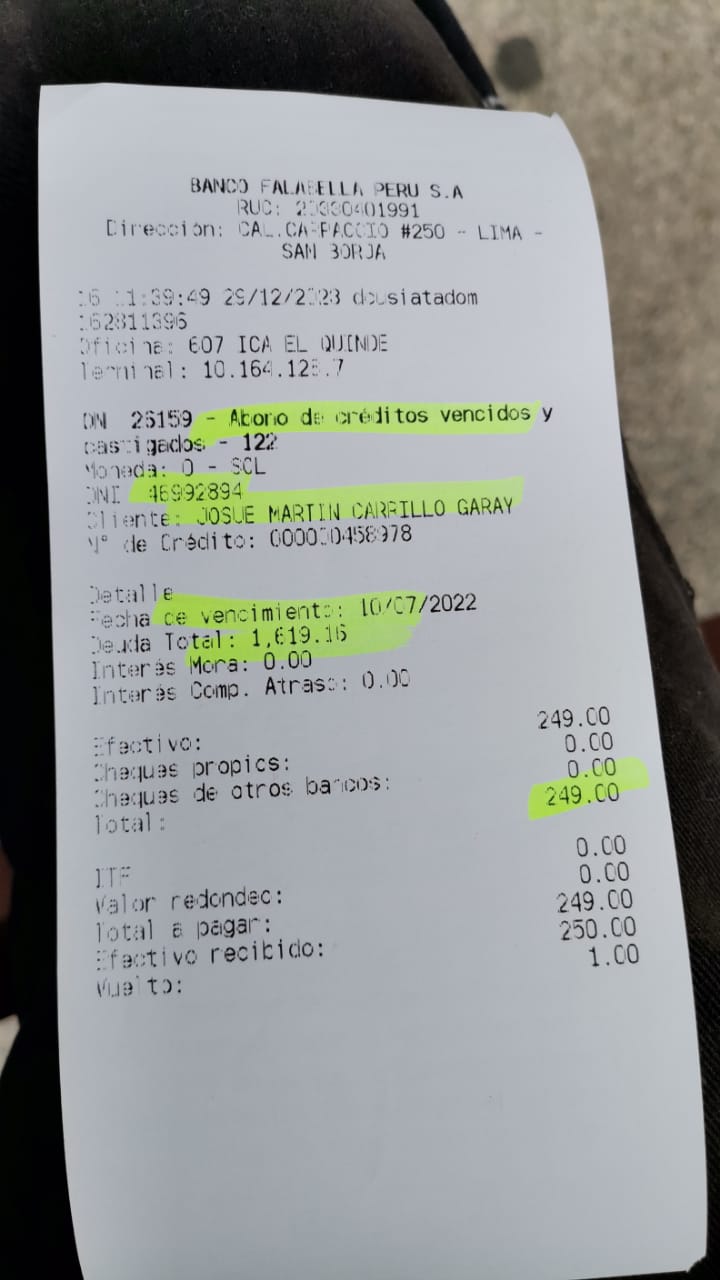 BANCO FALABELLA PERU S.A
RUC: 20330401991
Dirección: CAL.CARPACCIO #250 - LIMA -
SAN BORJA
16 11:39:49 29/12/2023 dcusiatadom
162811396
Oficina: 607 ICA EL QUINDE
Terminal: 10.164.128.7
ON 26159 - Abono de créditos vencidos y
castigados - 122
Moneda: 0 - SOL
DNI 46992894
Cliente: JOSUE MARTIN CARRILLO GARAY
N° de Crédito: 000000458978
Detalle
Fecha de vencimiento: 10/07/2022
Deuda Total: 1,619.16
Interés Mora: 0.00
Interés Comp. Atraso: 0.00
Efectivo: 249.00
Cheques propios: 0.00
Cheques de otros bancos: 0.00
Total: 249.00
ITF 0.00
Valor redondeo: 0.00
Total a pagar: 249.00
Efectivo recibido: 250.00
Vuelto: 1.00